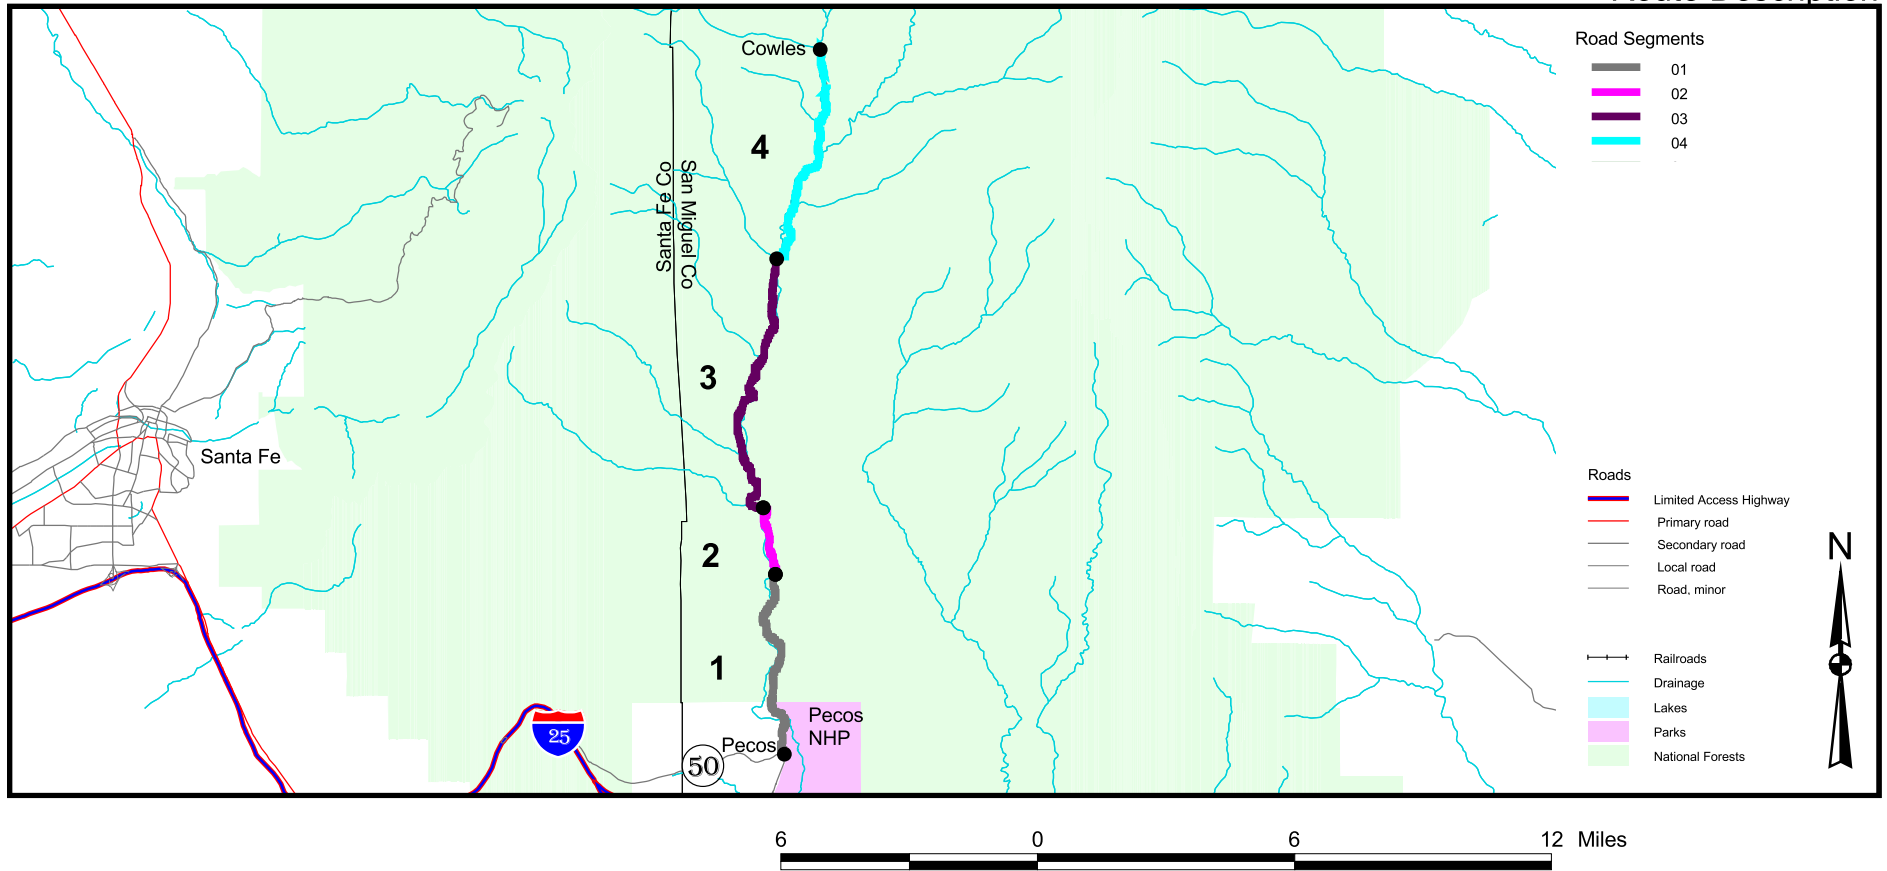 Cowles
Road Segments
01
02
03
04
4
Santa Fe Co
San Miguel Co
3
Santa Fe
2
1
Roads
Limited Access Highway
Primary road
Secondary road
Local road
Road, minor
N
Railroads
Drainage
Lakes
Parks
National Forests
Pecos
NHP
25
Pecos
50
6 0 6 12 Miles